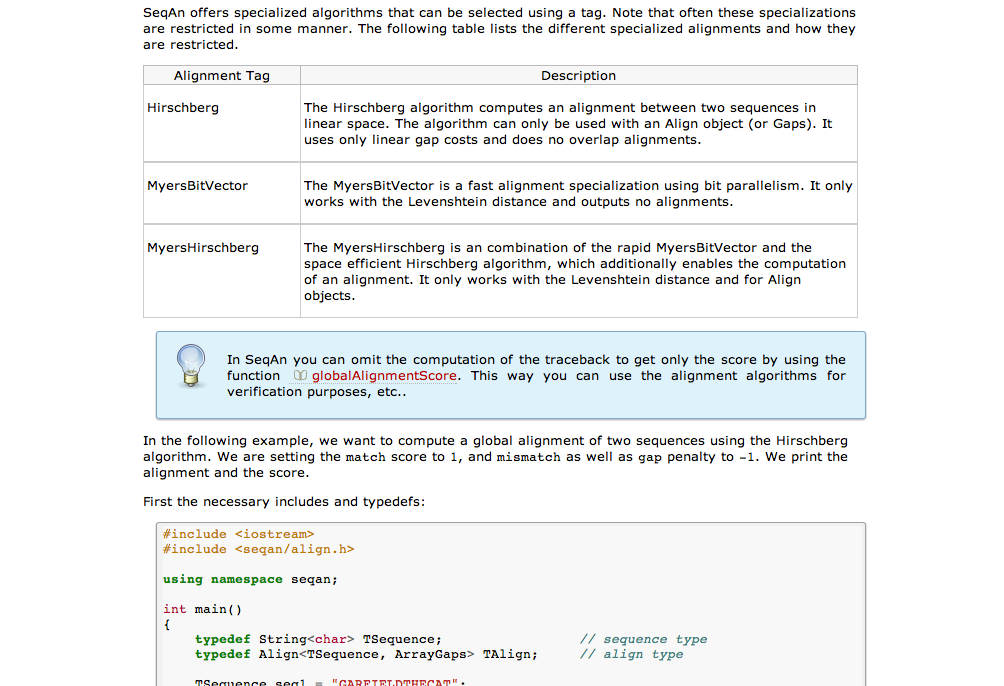 SeqAn offers specialized algorithms that can be selected using a tag. Note that often these specializations
are restricted in some manner. The following table lists the different specialized alignments and how they
are restricted.
Alignment Tag Description
Hirschberg The Hirschberg algorithm computes an alignment between two sequences in
linear space. The algorithm can only be used with an Align object (or Gaps). It
uses only linear gap costs and does no overlap alignments.
MyersBitVector The MyersBitVector is a fast alignment specialization using bit parallelism. It only
works with the Levenshtein distance and outputs no alignments.
MyersHirschberg The MyersHirschberg is an combination of the rapid MyersBitVector and the
space efficient Hirschberg algorithm, which additionally enables the computation
of an alignment. It only works with the Levenshtein distance and for Align
objects.
In SeqAn you can omit the computation of the traceback to get only the score by using the
function globalAlignmentScore. This way you can use the alignment algorithms for
verification purposes, etc..
In the following example, we want to compute a global alignment of two sequences using the Hirschberg
algorithm. We are setting the match score to 1, and mismatch as well as gap penalty to -1. We print the
alignment and the score.
First the necessary includes and typedefs:
#include <iostream>
#include <seqan/align.h>
using namespace seqan;
int main()
{
typedef String<char> TSequence; // sequence type
typedef Align<TSequence, ArrayGaps> TAlign; // align type
TSequence seq1 = "GARFIELDTHECAT";